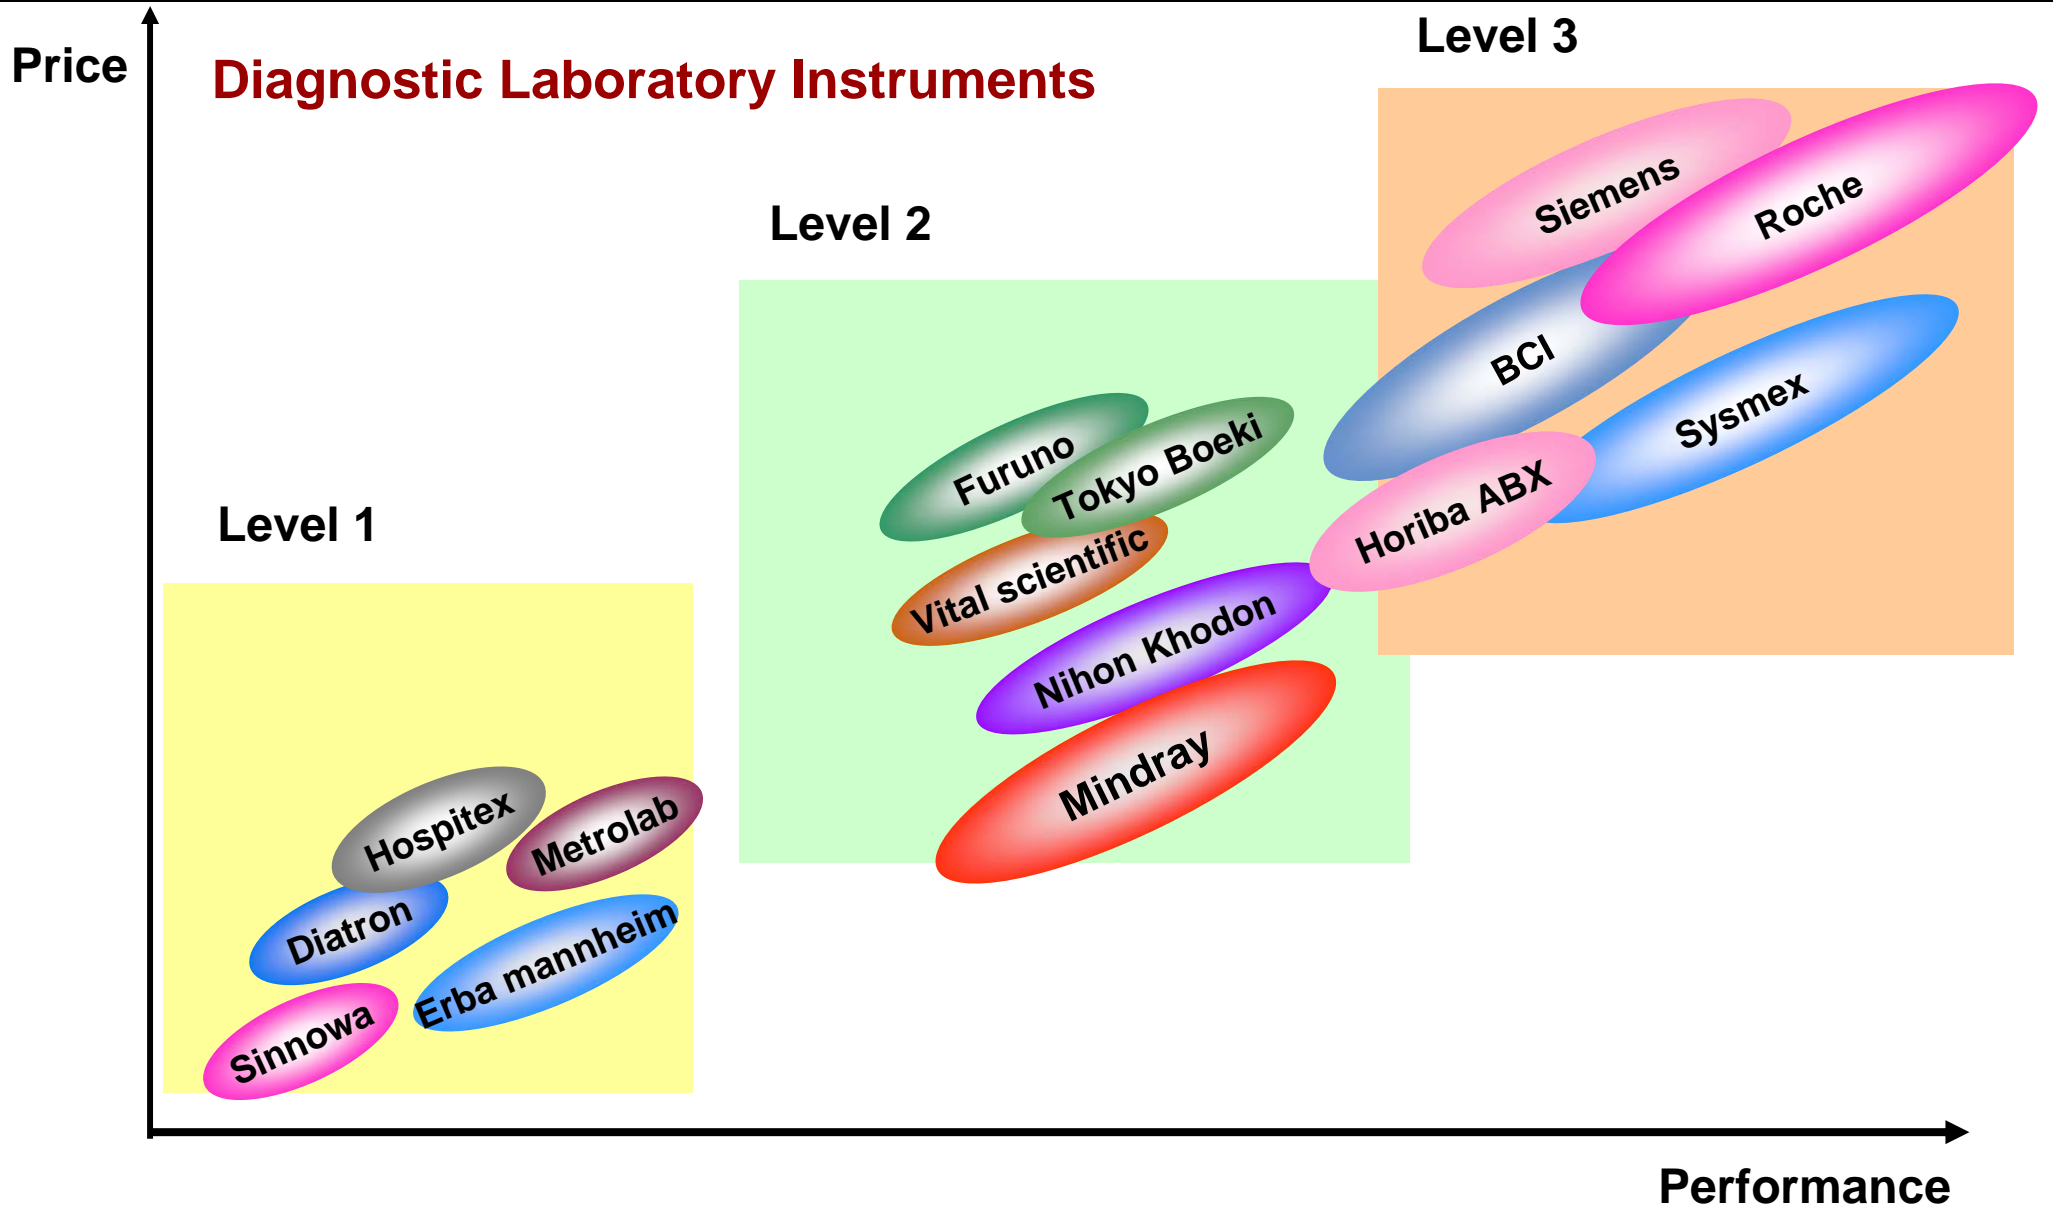 Level 3
Price
Diagnostic Laboratory Instruments
Siemens
Roche
Level 2
BCI
Sysmex
Furuno
Tokyo Boeki
Horiba ABX
Level 1
Vital scientific
Nihon Khodon
Mindray
Hospitex
Metrolab
Diatron
Erba mannheim
Sinnowa
Performance